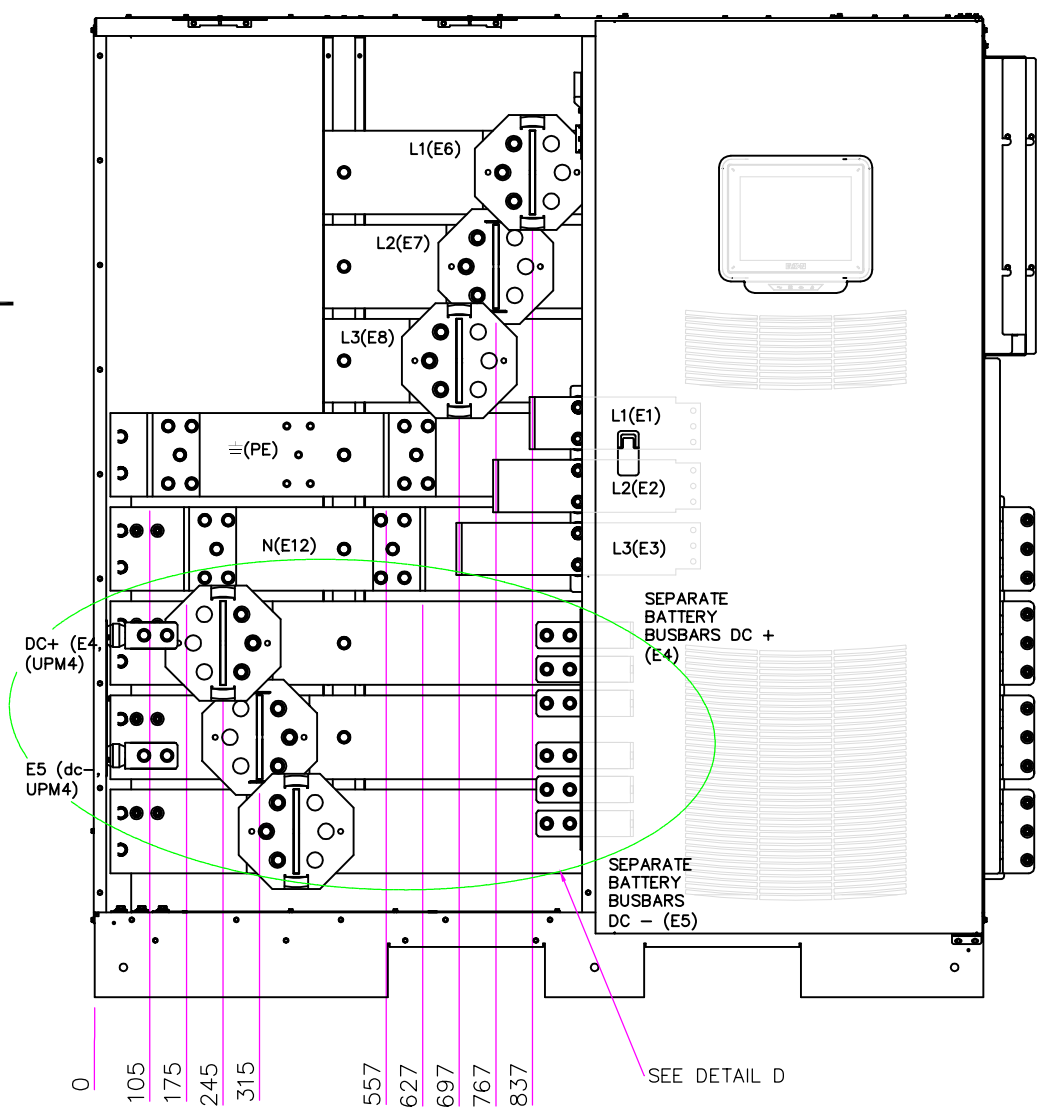 L1(E6)
L2(E7)
L3(E8)
L1(E1)
(PE)
L2(E2)
N(E12)
L3(E3)
SEPARATE
BATTERY
BUSBARS DC +
(E4)
DC+ (E4,
(UPM4)
E5 (dc-,
UPM4)
SEPARATE
BATTERY
BUSBARS
DC - (E5)
SEE DETAIL D
0
105
175
245
315
557
627
697
767
837